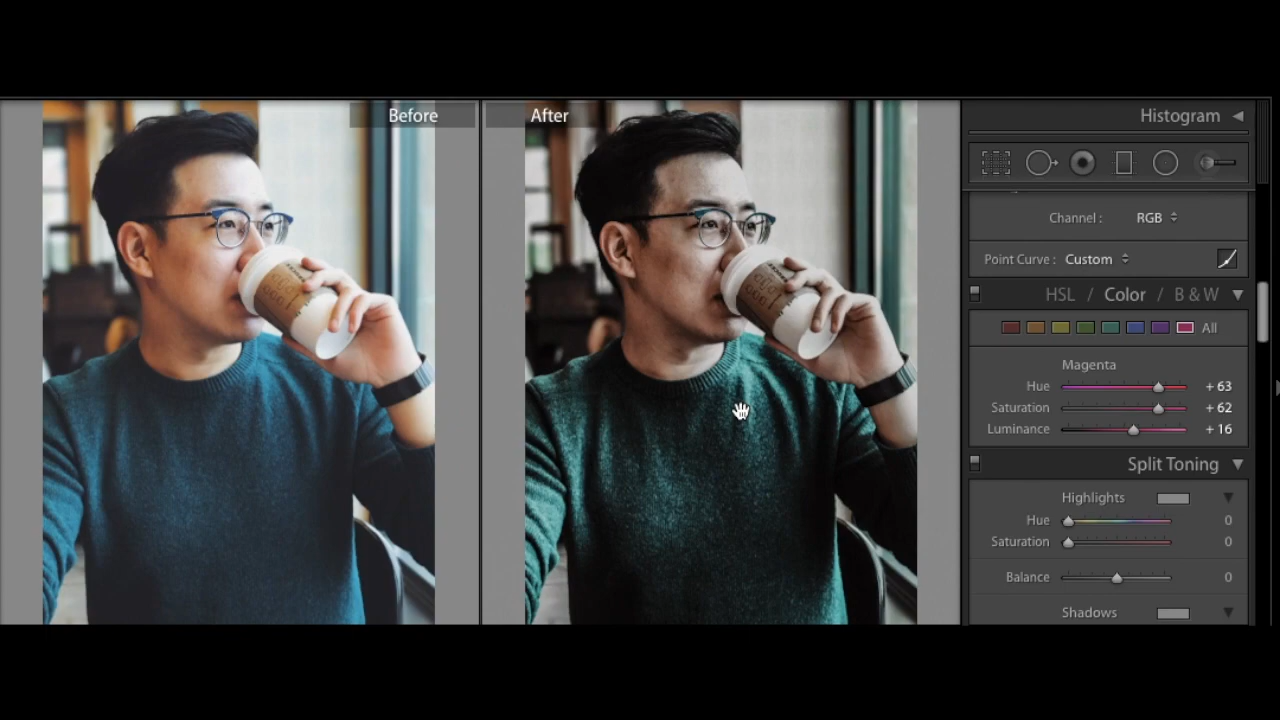 Before
After
Histogram
Channel : RGB
Point Curve : Custom
HSL / Color / B & W
All
Magenta
Hue + 63
Saturation + 62
Luminance + 16
Split Toning
Highlights
Hue 0
Saturation 0
Balance 0
Shadows